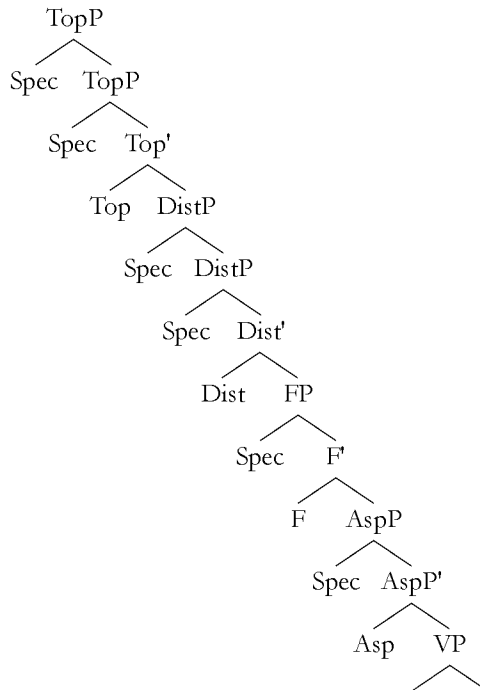 TopP
Spec TopP
Spec Top'
Top DistP
Spec DistP
Spec Dist'
Dist FP
Spec F'
F AspP
Spec AspP'
Asp VP